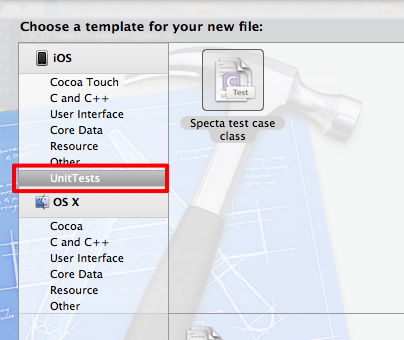 Choose a template for your new file:
iOS
Cocoa Touch
C and C++
User Interface
Core Data
Resource
Other
UnitTests
OS X
Cocoa
C and C++
User Interface
Core Data
Resource
Other
C
Test
Specta test case
class